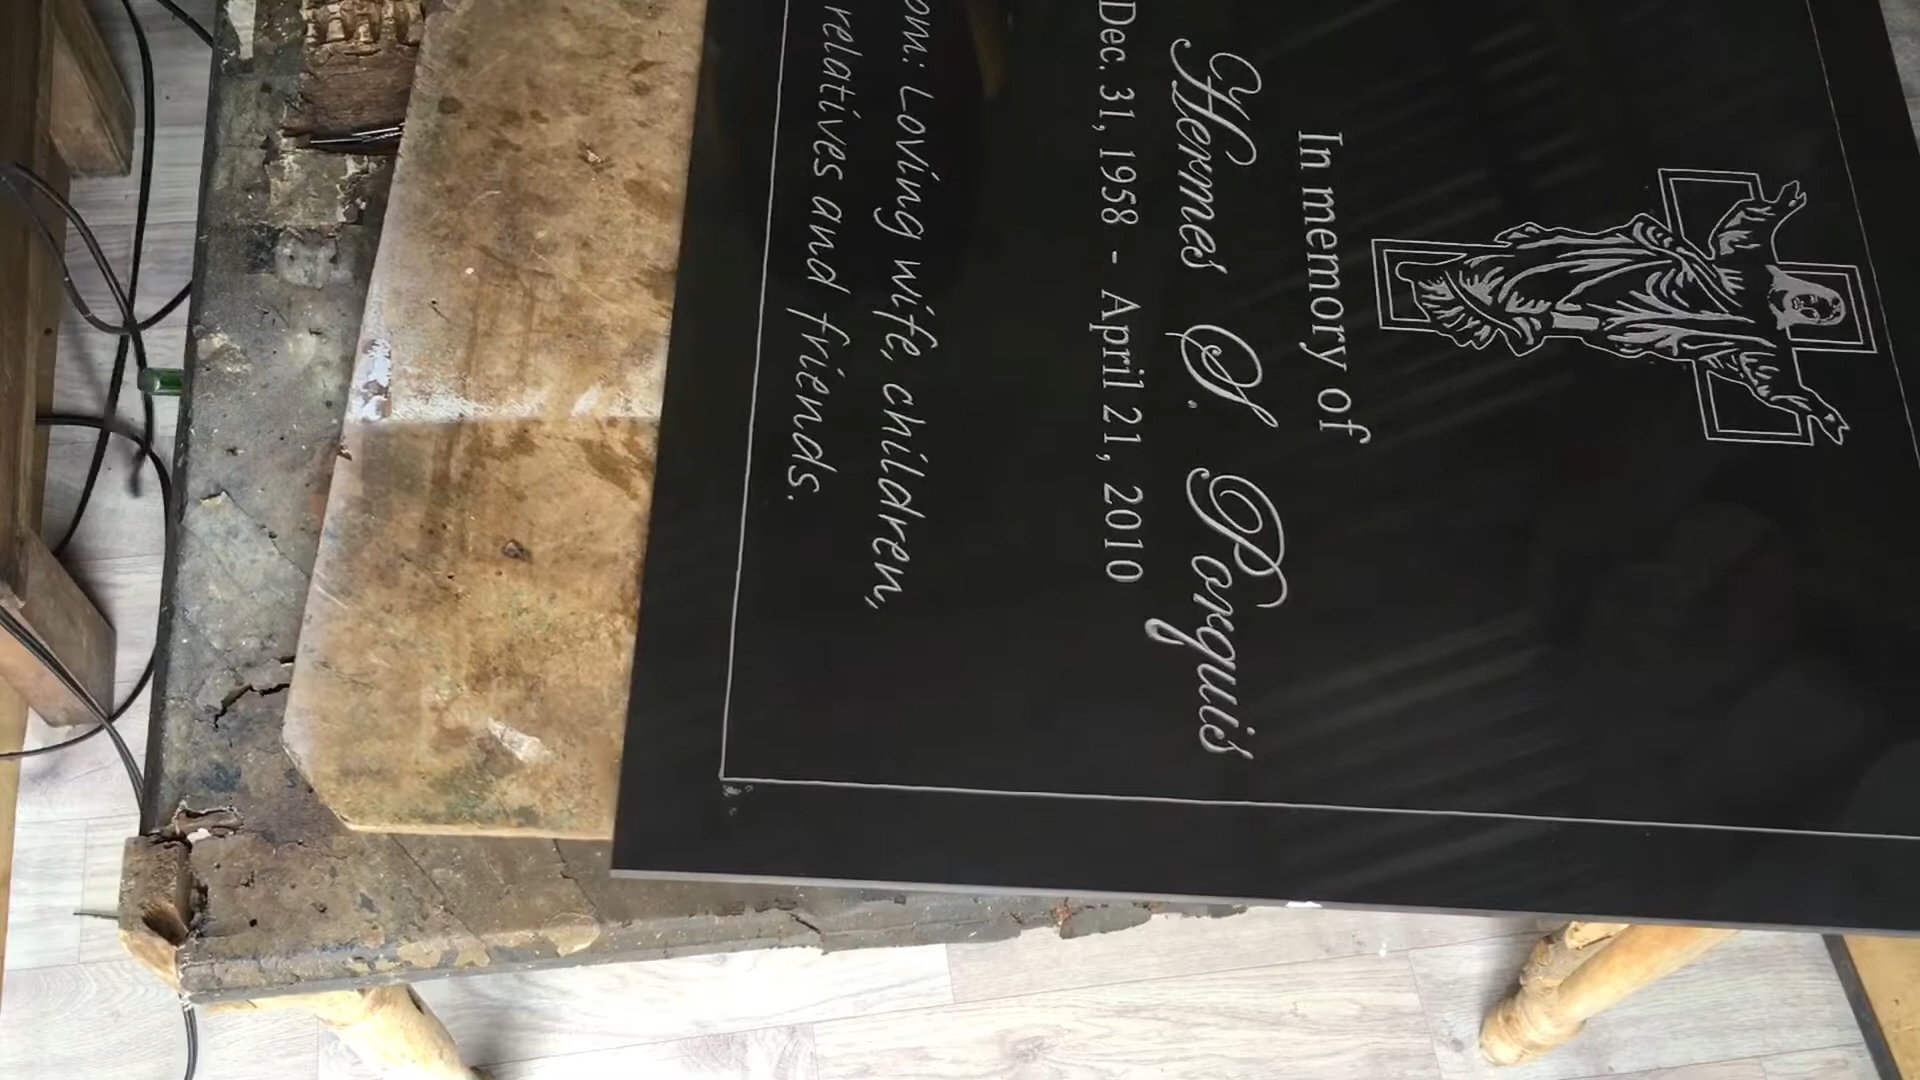 In memory of
Hermes S. Porquis
Dec. 31, 1958 - April 21, 2010
om: Loving wife, children,
relatives and friends.